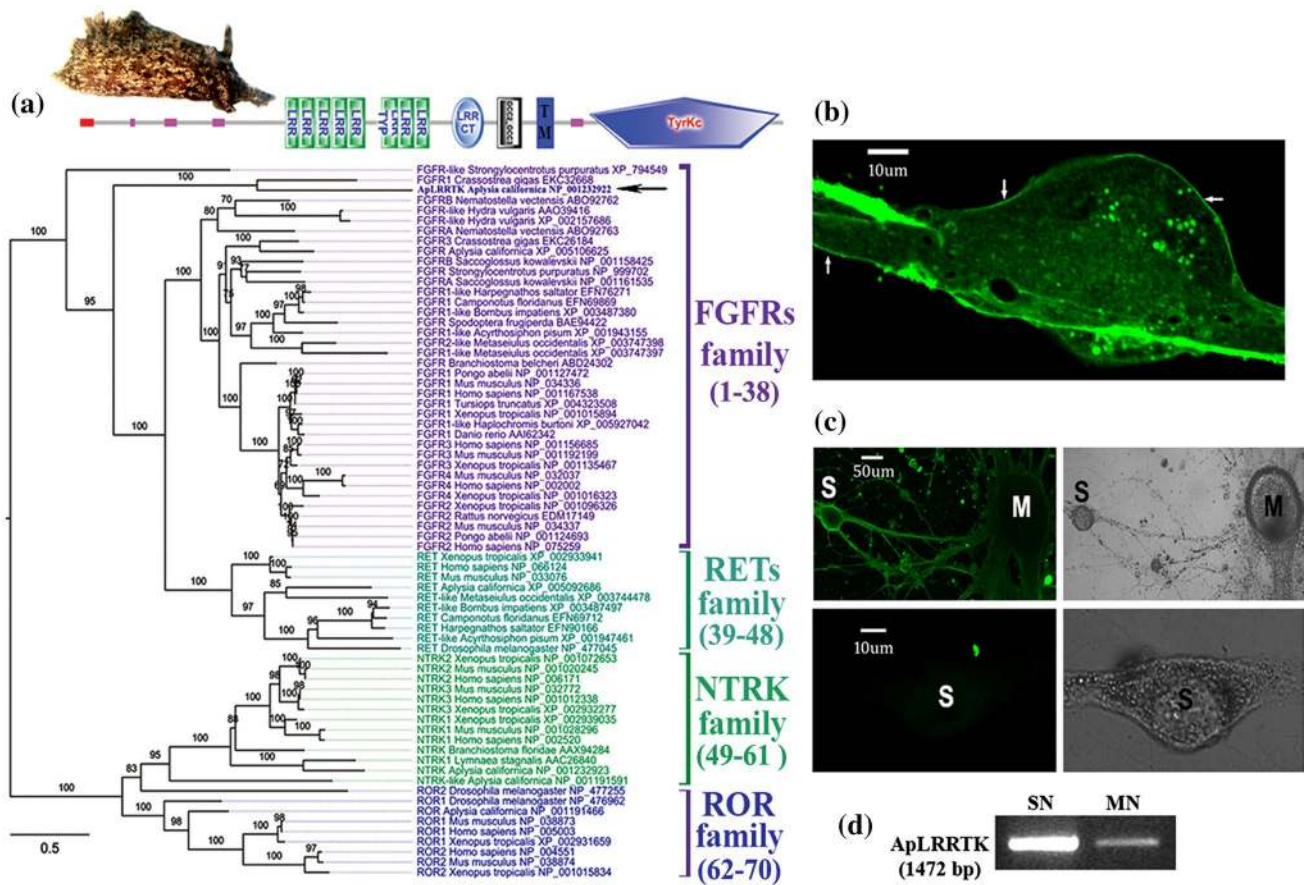 (a)
LRR LRR LRR LRR LRR
TYP LRR LRR LRR
LRR
CT
TM
TyrKc
FGFR-like Strongylocentrotus purpuratus XP_794549
FGFR1 Crassostrea gigas EKC32668
ApLRRTK Aplysia californica NP_001232922
FGFRB Nematostella vectensis ABO92762
FGFR-like Hydra vulgaris AAO39416
FGFR-like Hydra vulgaris XP_002157686
FGFRA Nematostella vectensis ABO92763
FGFR3 Crassostrea gigas EKC26184
FGFR Aplysia californica XP_005106625
FGFRB Saccoglossus kowalevskii NP_001158425
FGFR Strongylocentrotus purpuratus NP_999702
FGFRA Saccoglossus kowalevskii NP_001161535
FGFR1-like Harpegnathos saltator EFN76271
FGFR1 Camponotus floridanus EFN69869
FGFR1-like Bombus impatiens XP_003487380
FGFR Spodoptera frugiperda BAE94422
FGFR1-like Acyrthosiphon pisum XP_001943155
FGFR2-like Metaseiulus occidentalis XP_003747398
FGFR1-like Metaseiulus occidentalis XP_003747397
FGFR Branchiostoma belcheri ABD24302
FGFR1 Pongo abelii NP_001127472
FGFR1 Mus musculus NP_034336
FGFR1 Homo sapiens NP_001167538
FGFR1 Tursiops truncatus XP_004323508
FGFR1 Xenopus tropicalis NP_001015894
FGFR1-like Haplochromis burtoni XP_005927042
FGFR1 Danio rerio AAI62342
FGFR3 Homo sapiens NP_001156685
FGFR3 Mus musculus NP_001192199
FGFR3 Xenopus tropicalis NP_001135467
FGFR4 Mus musculus NP_032037
FGFR4 Homo sapiens NP_002002
FGFR4 Xenopus tropicalis NP_001016323
FGFR2 Xenopus tropicalis NP_001096326
FGFR2 Rattus norvegicus EDM17149
FGFR2 Mus musculus NP_034337
FGFR2 Pongo abelii NP_001124693
FGFR2 Homo sapiens NP_075259
RET Xenopus tropicalis XP_002933941
RET Homo sapiens NP_066124
RET Mus musculus NP_033076
RET Aplysia californica XP_005092686
RET-like Metaseiulus occidentalis XP_003744478
RET-like Bombus impatiens XP_003487497
RET Camponotus floridanus EFN69712
RET Harpegnathos saltator EFN90166
RET-like Acyrthosiphon pisum XP_001947461
RET Drosophila melanogaster NP_477045
NTRK2 Xenopus tropicalis NP_001072653
NTRK2 Mus musculus NP_001020245
NTRK2 Homo sapiens NP_006171
NTRK3 Mus musculus NP_032772
NTRK3 Homo sapiens NP_001012338
NTRK3 Xenopus tropicalis XP_002932277
NTRK1 Xenopus tropicalis XP_002939035
NTRK1 Mus musculus NP_001028296
NTRK1 Homo sapiens NP_002520
NTRK Branchiostoma floridae AAX94284
NTRK1 Lymnaea stagnalis AAC26840
NTRK Aplysia californica NP_001232923
NTRK-like Aplysia californica NP_001191591
ROR2 Drosophila melanogaster NP_477255
ROR1 Drosophila melanogaster NP_476962
ROR Aplysia californica NP_001191466
ROR1 Mus musculus NP_038873
ROR1 Homo sapiens NP_005003
ROR1 Xenopus tropicalis XP_002931659
ROR2 Homo sapiens NP_004551
ROR2 Mus musculus NP_038874
ROR2 Xenopus tropicalis XP_001015834
0.5
FGFRs
family
(1-38)
RETs
family
(39-48)
NTRK
family
(49-61)
ROR
family
(62-70)
(b)
10um
(c)
50um
S
M
S
M
10um
S
S
(d)
SN MN
ApLRRTK
(1472 bp)